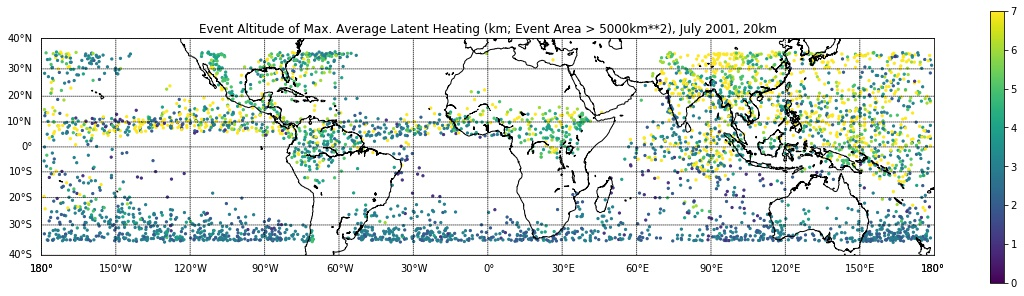 Event Altitude of Max. Average Latent Heating (km; Event Area > 5000km**2), July 2001, 20km
40°N
30°N
20°N
10°N
0°
10°S
20°S
30°S
40°S
180° 150°W 120°W 90°W 60°W 30°W 0° 30°E 60°E 90°E 120°E 150°E 180°
7
6
5
4
3
2
1
0